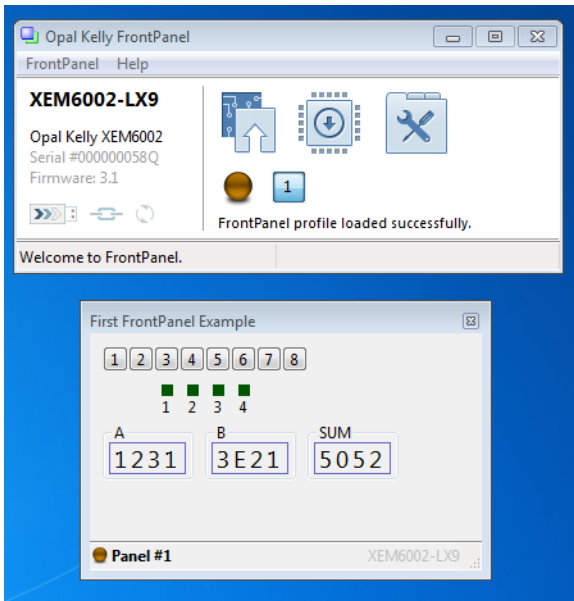 Opal Kelly FrontPanel
FrontPanel Help
XEM6002-LX9
Opal Kelly XEM6002
Serial #000000058Q
Firmware: 3.1
1
FrontPanel profile loaded successfully.
Welcome to FrontPanel.
First FrontPanel Example
1 2 3 4 5 6 7 8
1 2 3 4
A B SUM
1231 3E21 5052
Panel #1 XEM6002-LX9